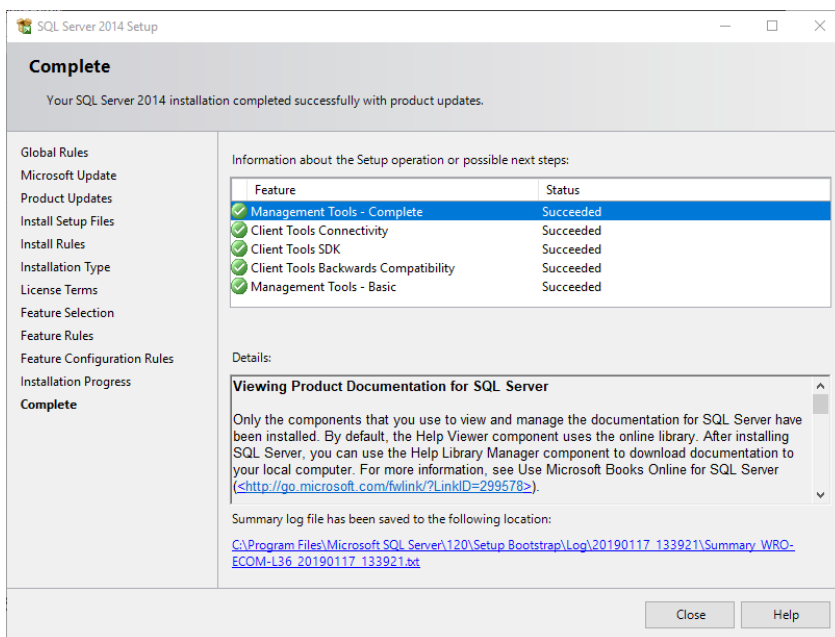 SQL Server 2014 Setup
Complete
Your SQL Server 2014 installation completed successfully with product updates.
Global Rules
Microsoft Update
Product Updates
Install Setup Files
Install Rules
Installation Type
License Terms
Feature Selection
Feature Rules
Feature Configuration Rules
Installation Progress
Complete
Information about the Setup operation or possible next steps:
Feature Status
Management Tools - Complete Succeeded
Client Tools Connectivity Succeeded
Client Tools SDK Succeeded
Client Tools Backwards Compatibility Succeeded
Management Tools - Basic Succeeded
Details:
Viewing Product Documentation for SQL Server
Only the components that you use to view and manage the documentation for SQL Server have
been installed. By default, the Help Viewer component uses the online library. After installing
SQL Server, you can use the Help Library Manager component to download documentation to
your local computer. For more information, see Use Microsoft Books Online for SQL Server
(<http://go.microsoft.com/fwlink/?LinkID=299578>).
Summary log file has been saved to the following location:
C:\Program Files\Microsoft SQL Server\120\Setup Bootstrap\Log\20190117_133921\Summary_WRO-
ECOM-L36_20190117_133921.txt
Close Help